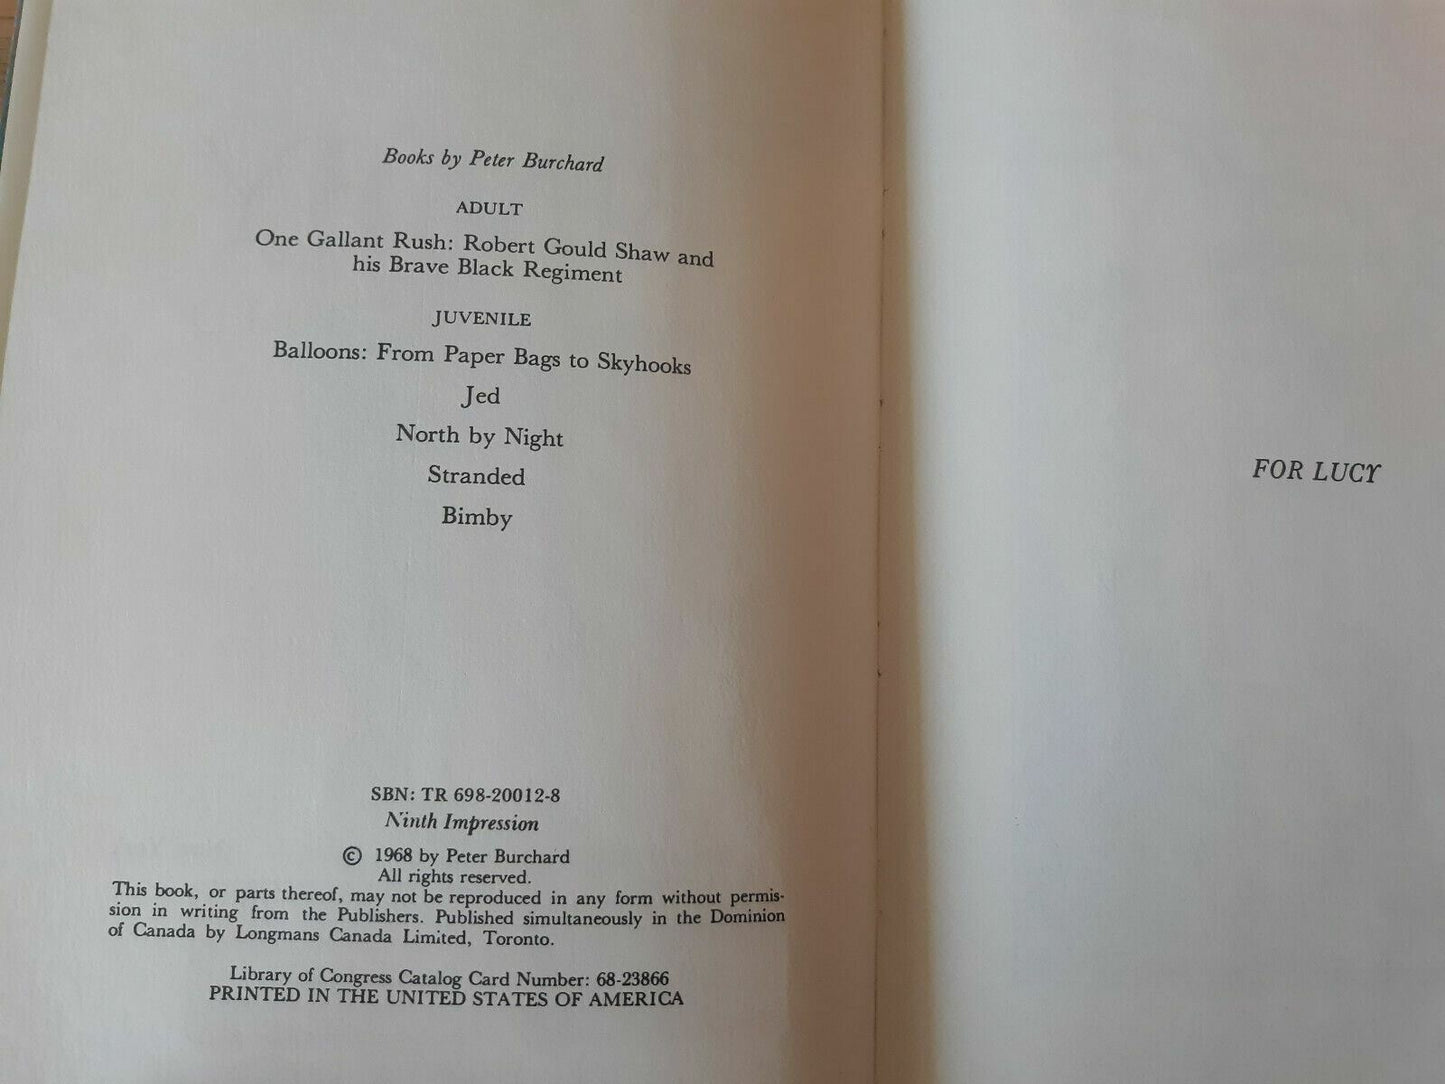 Books by Peter Burchard
ADULT
One Gallant Rush: Robert Gould Shaw and
his Brave Black Regiment
JUVENILE
Balloons: From Paper Bags to Skyhooks
Jed
North by Night
Stranded
Bimby
SBN: TR 698-20012-8
Ninth Impression
© 1968 by Peter Burchard
All rights reserved.
This book, or parts thereof, may not be reproduced in any form without permis-
sion in writing from the Publishers. Published simultaneously in the Dominion
of Canada by Longmans Canada Limited, Toronto.
Library of Congress Catalog Card Number: 68-23866
PRINTED IN THE UNITED STATES OF AMERICA
FOR LUCY